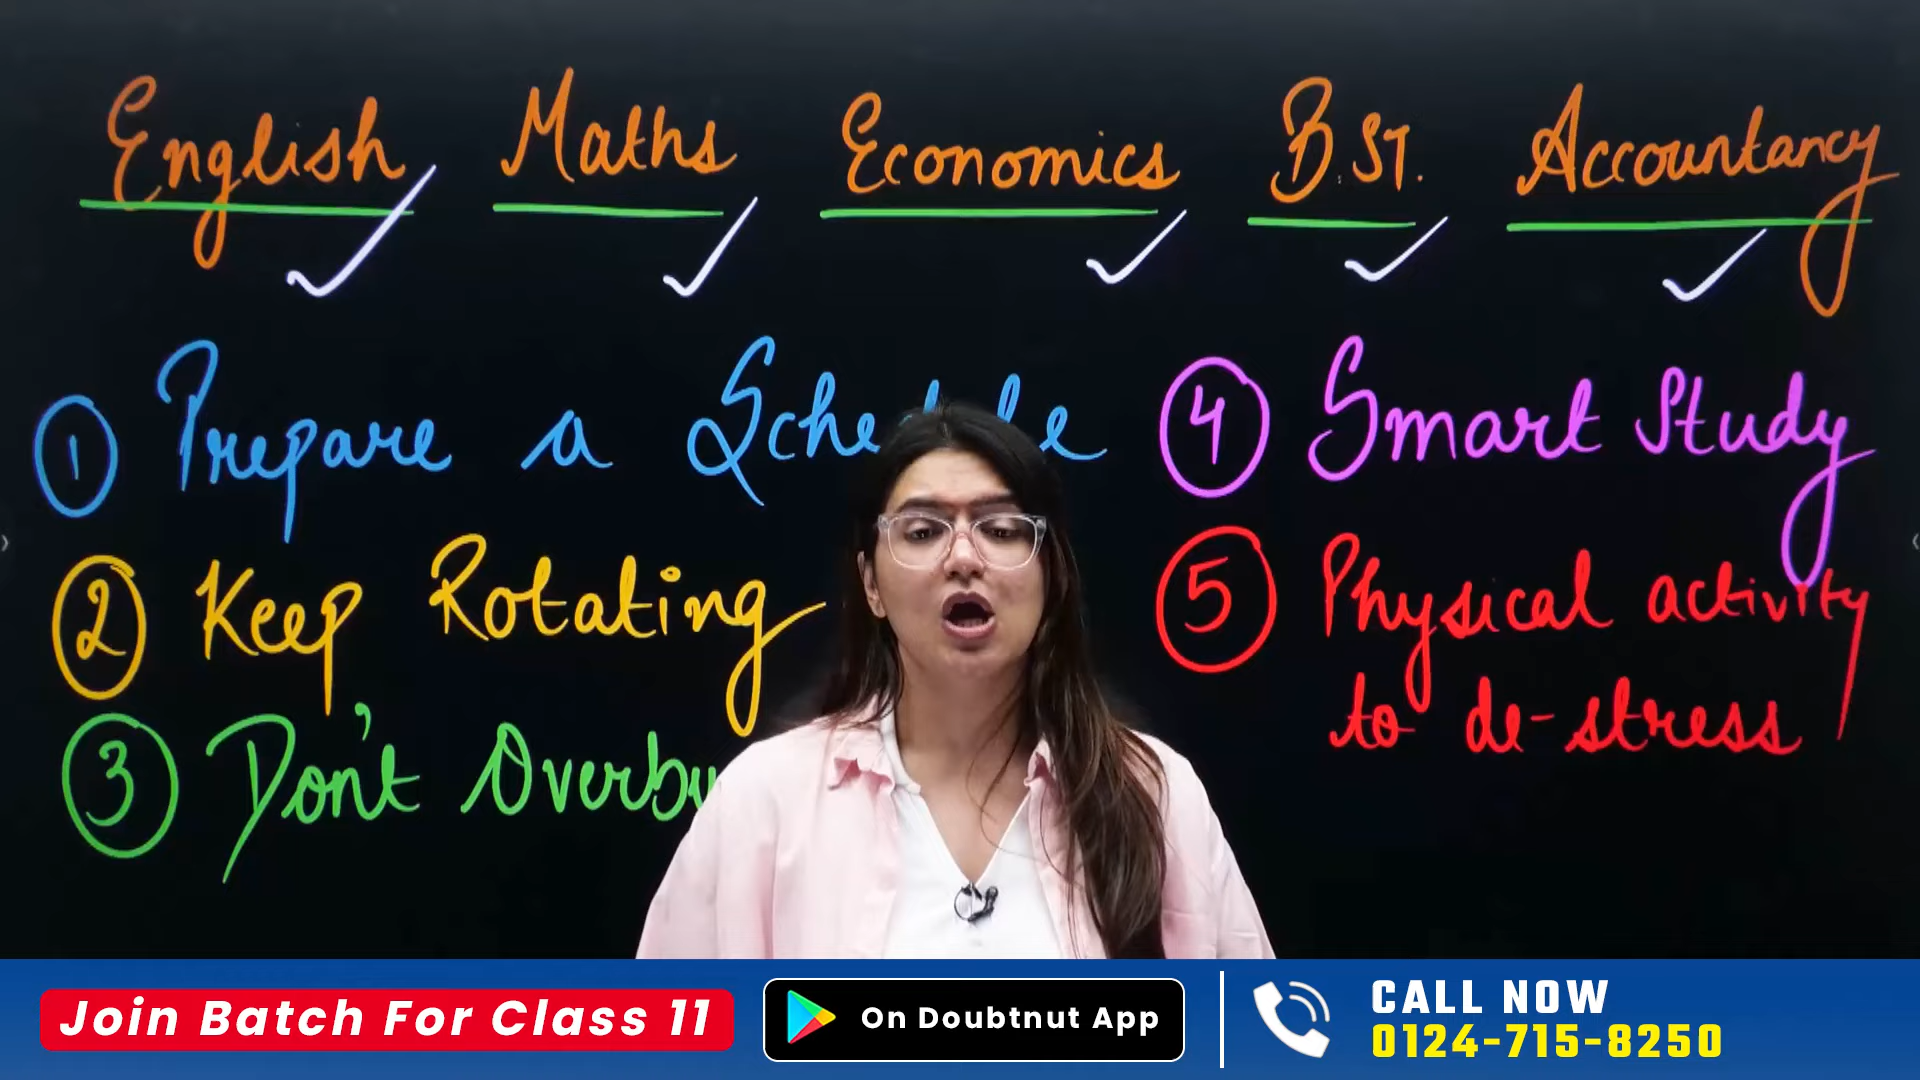 English Maths Economics B.ST. Accountancy
1 Prepare a
2 Keep Rotating
3 Don't
4 Smart Study
5 Physical activity
to de-stress
Join Batch For Class 11
On Doubtnut App
CALL NOW
0124-715-8250